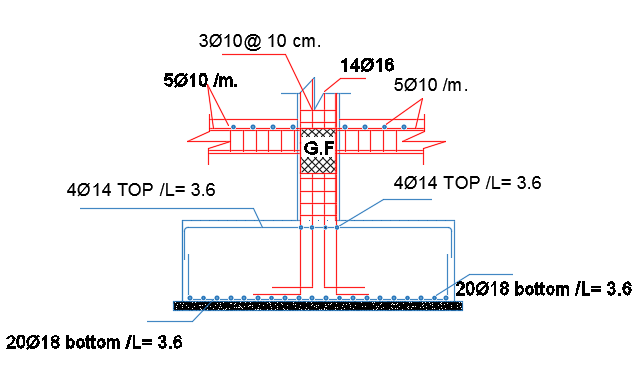 3Ø10@ 10 cm.
14Ø16
5Ø10 /m.
5Ø10 /m.
G.F
4Ø14 TOP /L= 3.6
4Ø14 TOP /L= 3.6
20Ø18 bottom /L= 3.6
20Ø18 bottom /L= 3.6